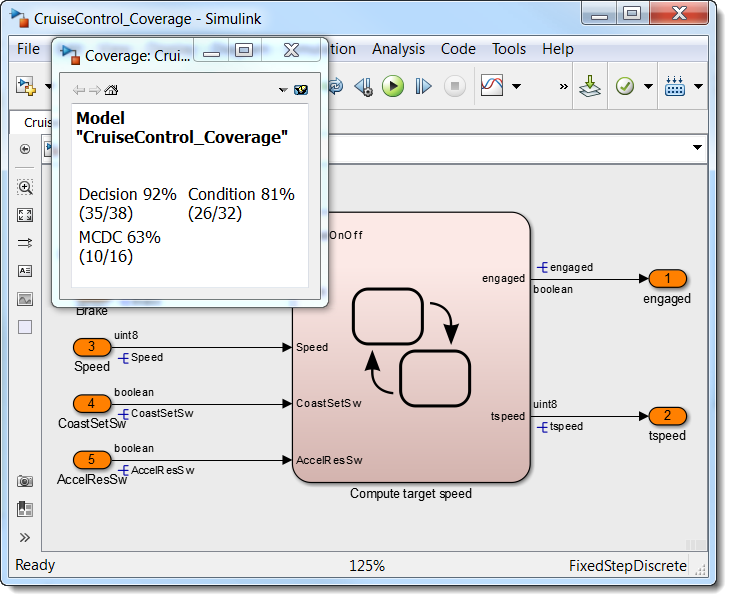 CruiseControl_Coverage - Simulink
File
tion Analysis Code Tools Help
Coverage: Crui...
»
Cruis
Model
"CruiseControl_Coverage"
Decision 92% Condition 81%
(35/38) (26/32)
MCDC 63%
(10/16)
OnOff
engaged
engaged
boolean
1
engaged
Brake
uint8
3
Speed
Speed
Speed
boolean
4
CoastSetSw
CoastSetSw
CoastSetSw
boolean
5
AccelResSw
AccelResSw
AccelResSw
tspeed
uint8
tspeed
2
tspeed
Compute target speed
Ready 125% FixedStepDiscrete